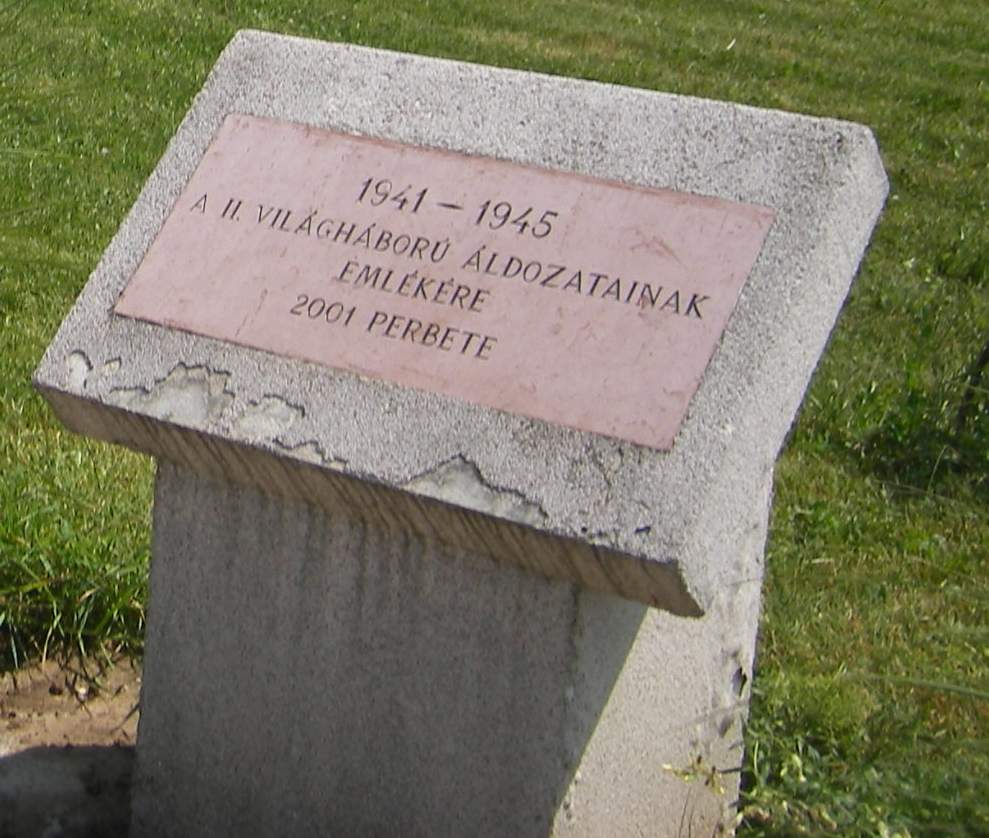 1941 – 1945
A II. VILÁGHÁBORÚ ÁLDOZATAINAK
EMLÉKÉRE
2001 PERBETE